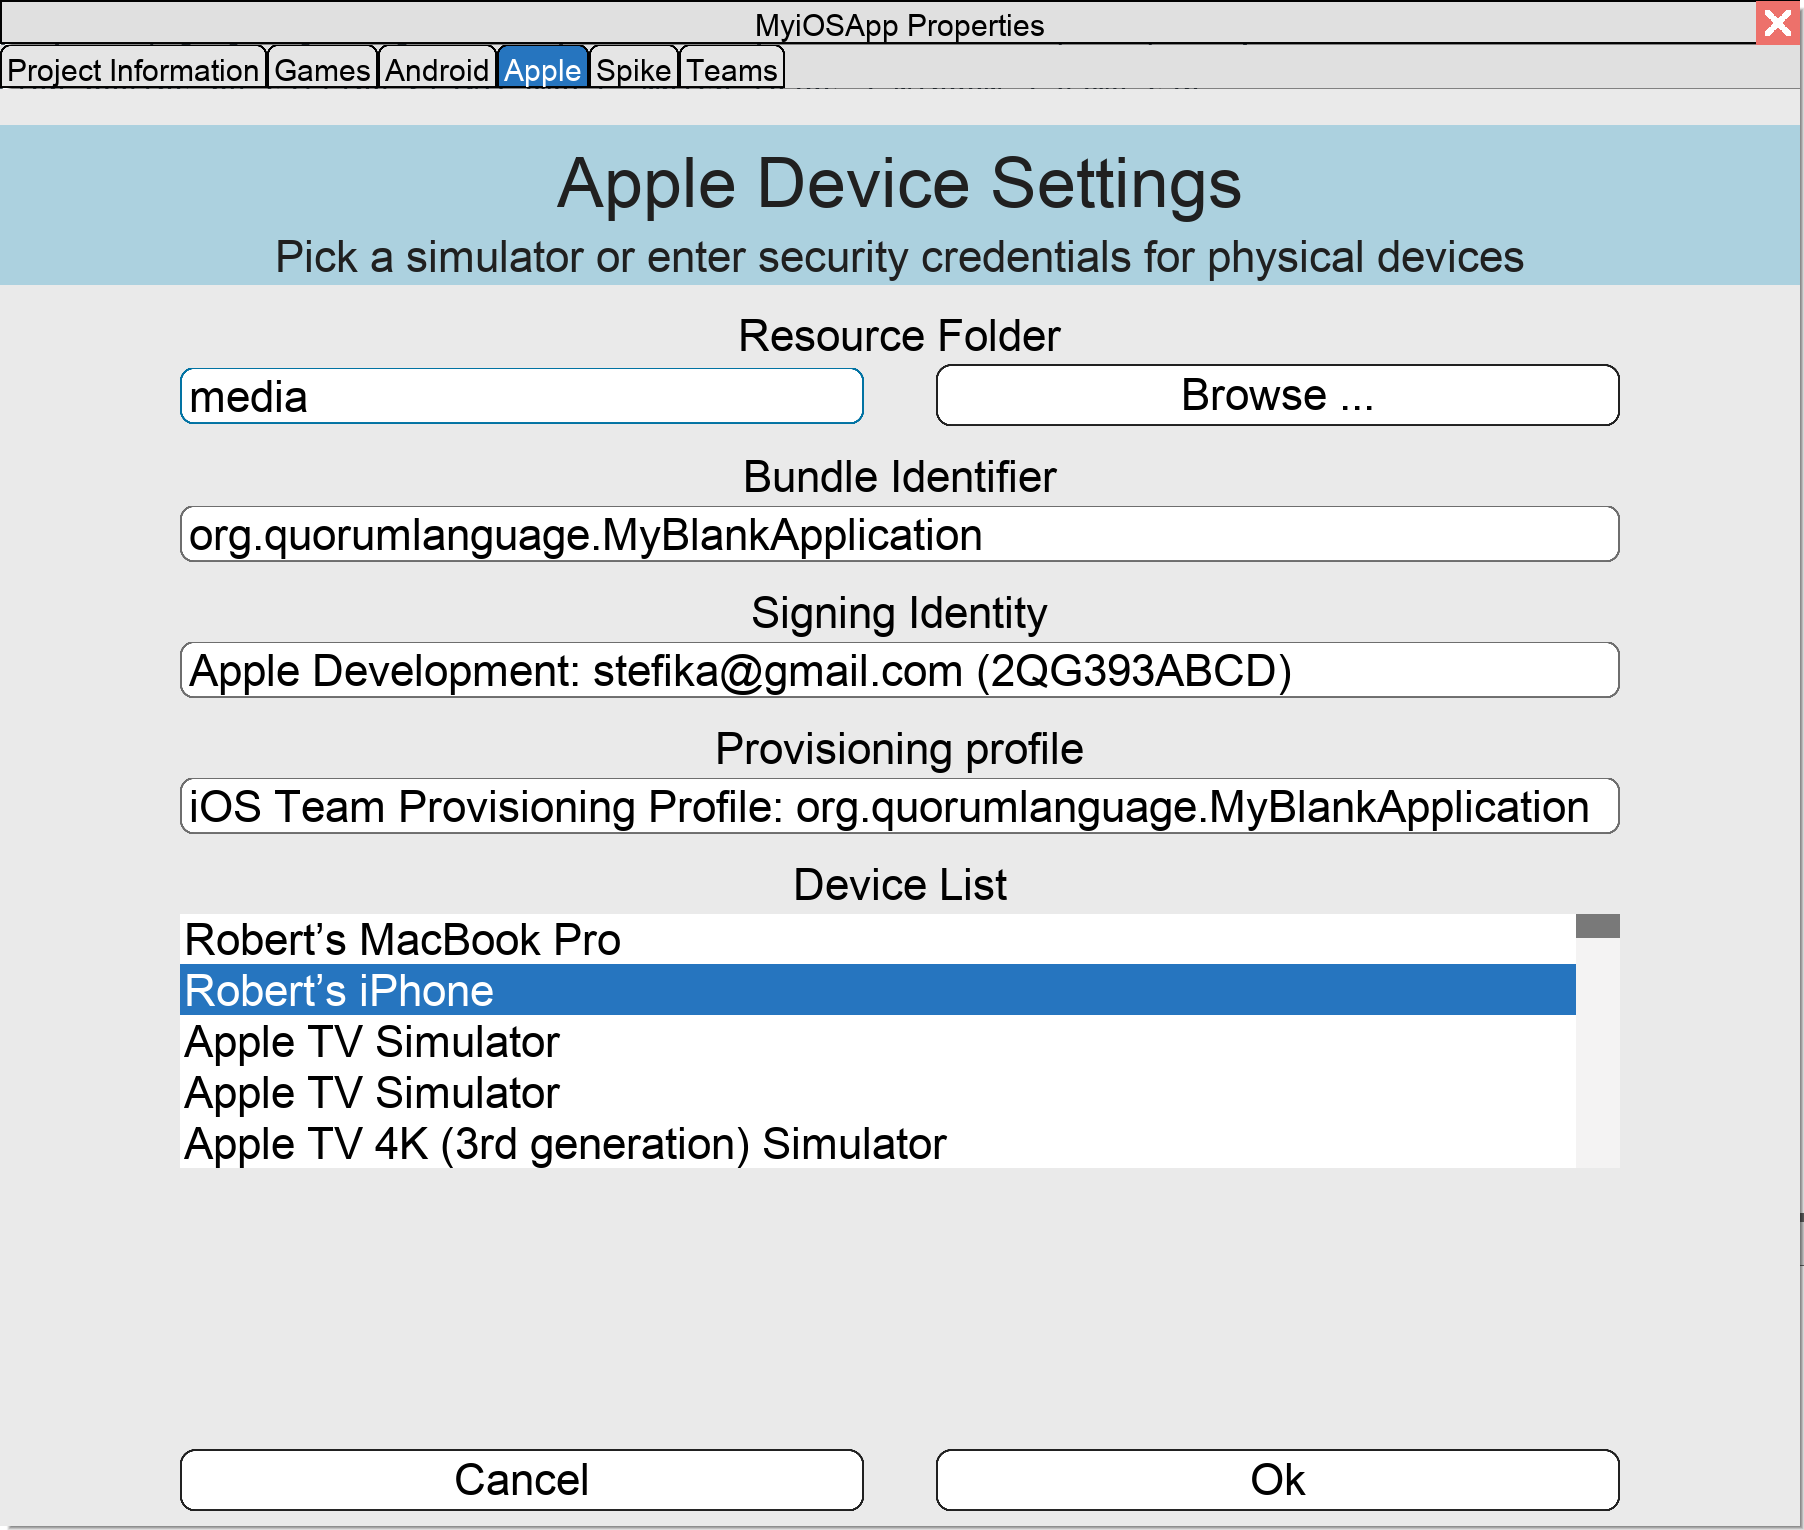 MyiOSApp Properties
Project Information Games Android Apple Spike Teams
Apple Device Settings
Pick a simulator or enter security credentials for physical devices
Resource Folder
media Browse ...
Bundle Identifier
org.quorumlanguage.MyBlankApplication
Signing Identity
Apple Development: stefika@gmail.com (2QG393ABCD)
Provisioning profile
iOS Team Provisioning Profile: org.quorumlanguage.MyBlankApplication
Device List
Robert’s MacBook Pro
Robert’s iPhone
Apple TV Simulator
Apple TV Simulator
Apple TV 4K (3rd generation) Simulator
Cancel Ok